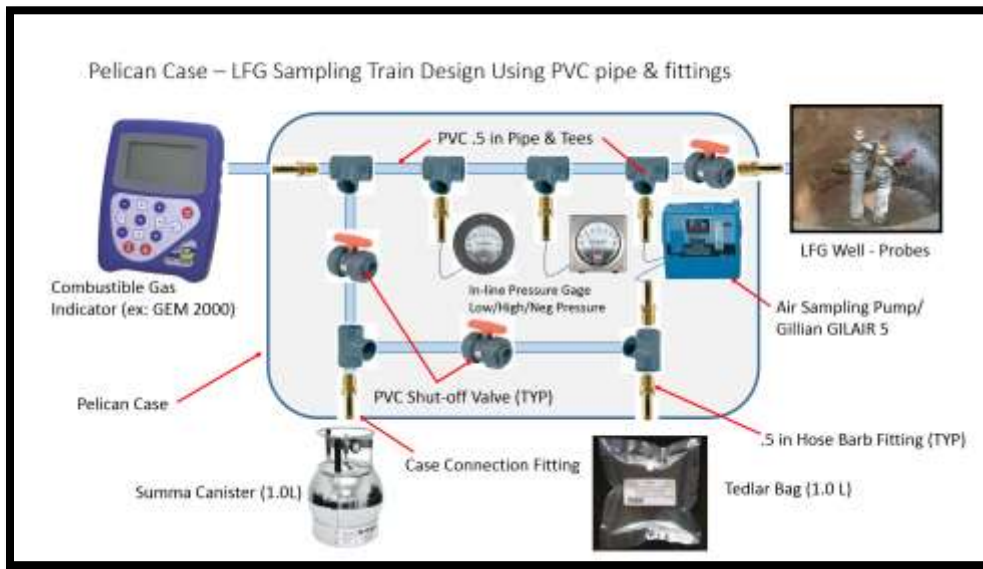 Pelican Case – LFG Sampling Train Design Using PVC pipe & fittings
PVC .5 in Pipe & Tees
LFG Well - Probes
Combustible Gas
Indicator (ex: GEM 2000)
In-line Pressure Gage
Low/High/Neg Pressure
Air Sampling Pump/
Gillian GILAIR 5
PVC Shut-off Valve (TYP)
Pelican Case
.5 in Hose Barb Fitting (TYP)
Case Connection Fitting
Summa Canister (1.0L)
Tedlar Bag (1.0 L)